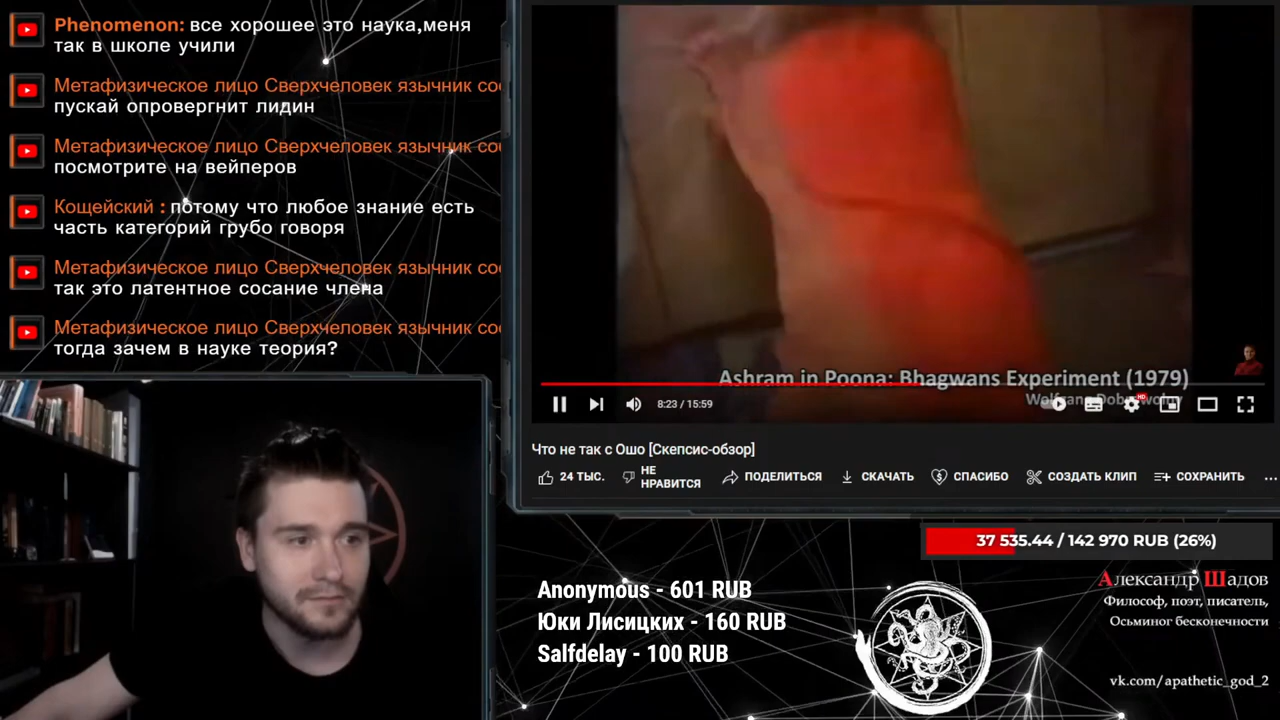 Phenomenon: все хорошее это наука,меня
так в школе учили
Метафизическое лицо Сверхчеловек язычник
пускай опровергнит лидин
Метафизическое лицо Сверхчеловек язычник
посмотрите на вейперов
Кощейский : потому что любое знание есть
часть категорий грубо говоря
Метафизическое лицо Сверхчеловек язычник
так это латентное сосание члена
Метафизическое лицо Сверхчеловек язычник
тогда зачем в науке теория?
Ashram in Poona: Bhagwans Experiment (1979)
8:23 / 15:59
HD
Что не так с Ошо [Скепсис-обзор]
24 ТЫС.
НЕ
НРАВИТСЯ
ПОДЕЛИТЬСЯ
СКАЧАТЬ
СПАСИБО
СОЗДАТЬ КЛИП
СОХРАНИТЬ
37 535.44 / 142 970 RUB (26%)
Anonymous - 601 RUB
Юки Лисицких - 160 RUB
Salfdelay - 100 RUB
Александр Шадов
Философ, поэт, писатель,
Осьминог бесконечности
vk.com/apathetic_god_2